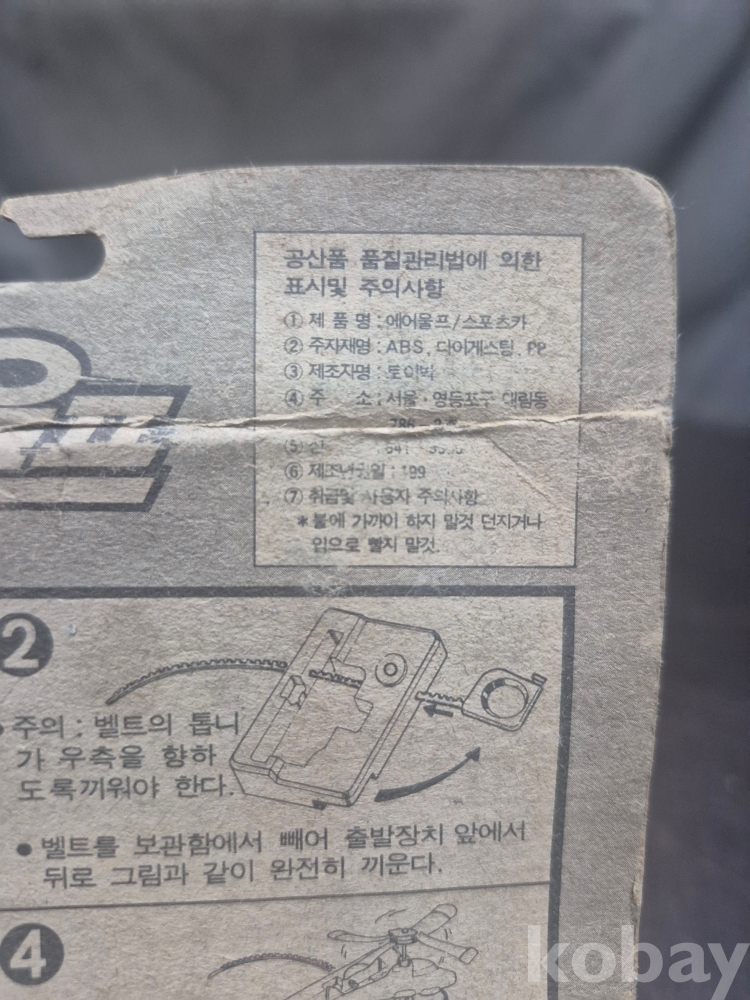 공산품 품질관리법에 의한
표시및 주의사항
① 제 품 명 : 에어울프/스포츠카
② 주자재명 : ABS, 다이케스팅, PP
③ 제조자명 : 토이박
④ 주 소 : 서울·영등포구 대림동
786
⑤
⑥ 제조년월일 : 199
⑦ 취급및 사용자 주의사항
* 불에 가까이 하지 말것 던지거나
입으로 빨지 말것.
2
주의 : 벨트의 톱니
가 우측을 향하
도록끼워야 한다.
● 벨트를 보관함에서 빼어 출발장치 앞에서
뒤로 그림과 같이 완전히 끼운다.
4
kobay